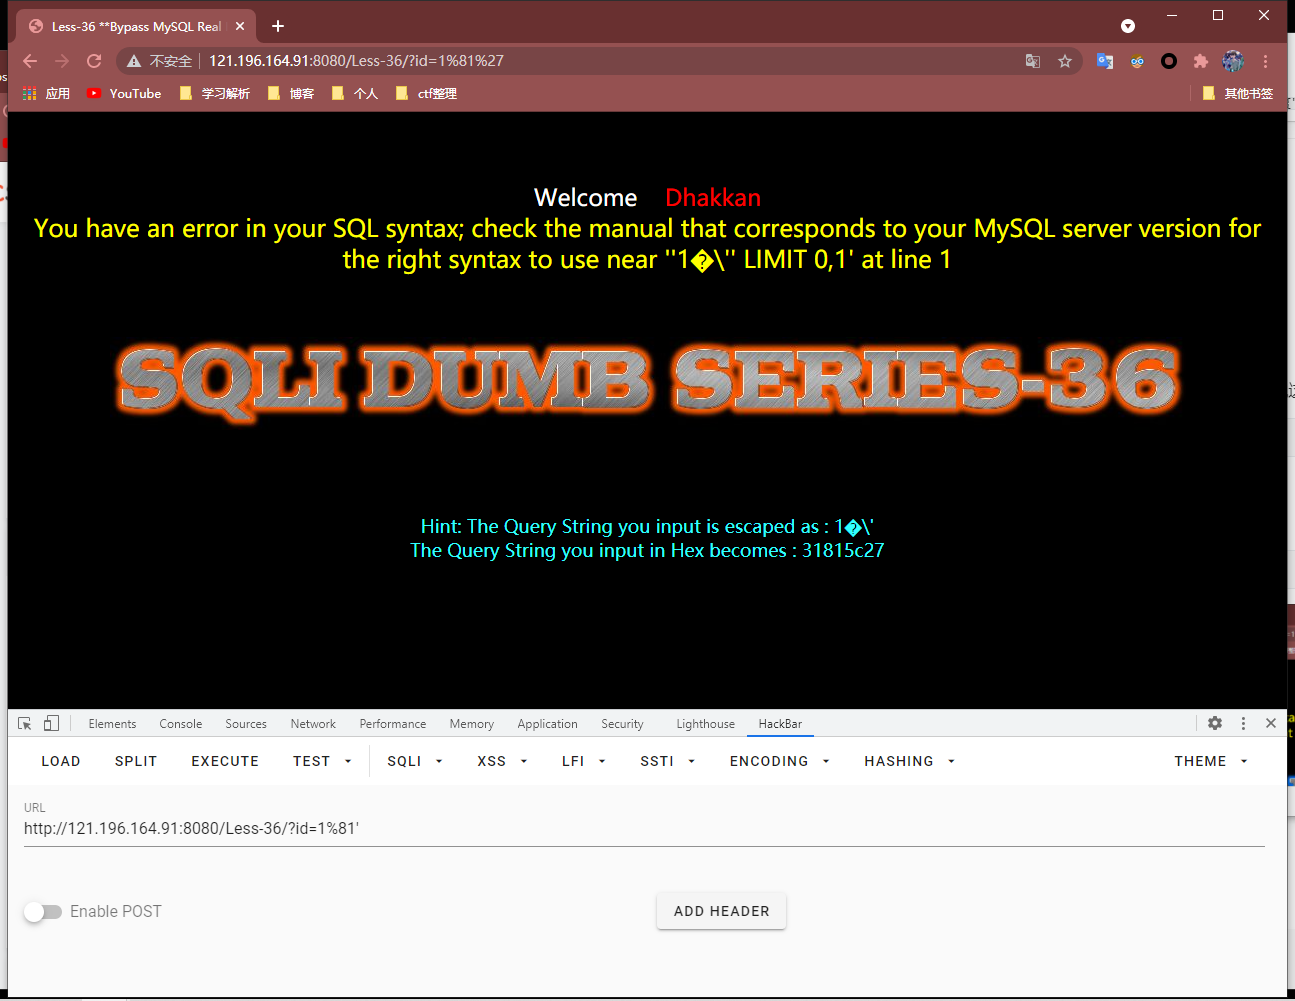 Less-36 **Bypass MySQL Real
不安全 121.196.164.91:8080/Less-36/?id=1%81%27
应用 YouTube 学习解析 博客 个人 ctf整理 其他书签
Welcome Dhakkan
You have an error in your SQL syntax; check the manual that corresponds to your MySQL server version for
the right syntax to use near ''1�\'' LIMIT 0,1' at line 1
SQLI DUMB SERIES-36
Hint: The Query String you input is escaped as : 1�\'
The Query String you input in Hex becomes : 31815c27
Elements Console Sources Network Performance Memory Application Security Lighthouse HackBar
LOAD SPLIT EXECUTE TEST SQLI XSS LFI SSTI ENCODING HASHING THEME
URL
http://121.196.164.91:8080/Less-36/?id=1%81'
Enable POST ADD HEADER